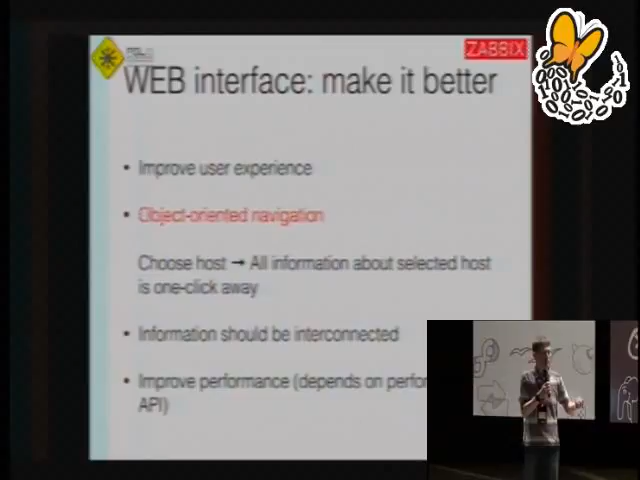 ZABBIX
WEB interface: make it better
• Improve user experience
• Object-oriented navigation
Choose host → All information about selected host
is one-click away
• Information should be interconnected
• Improve performance (depends on
API)